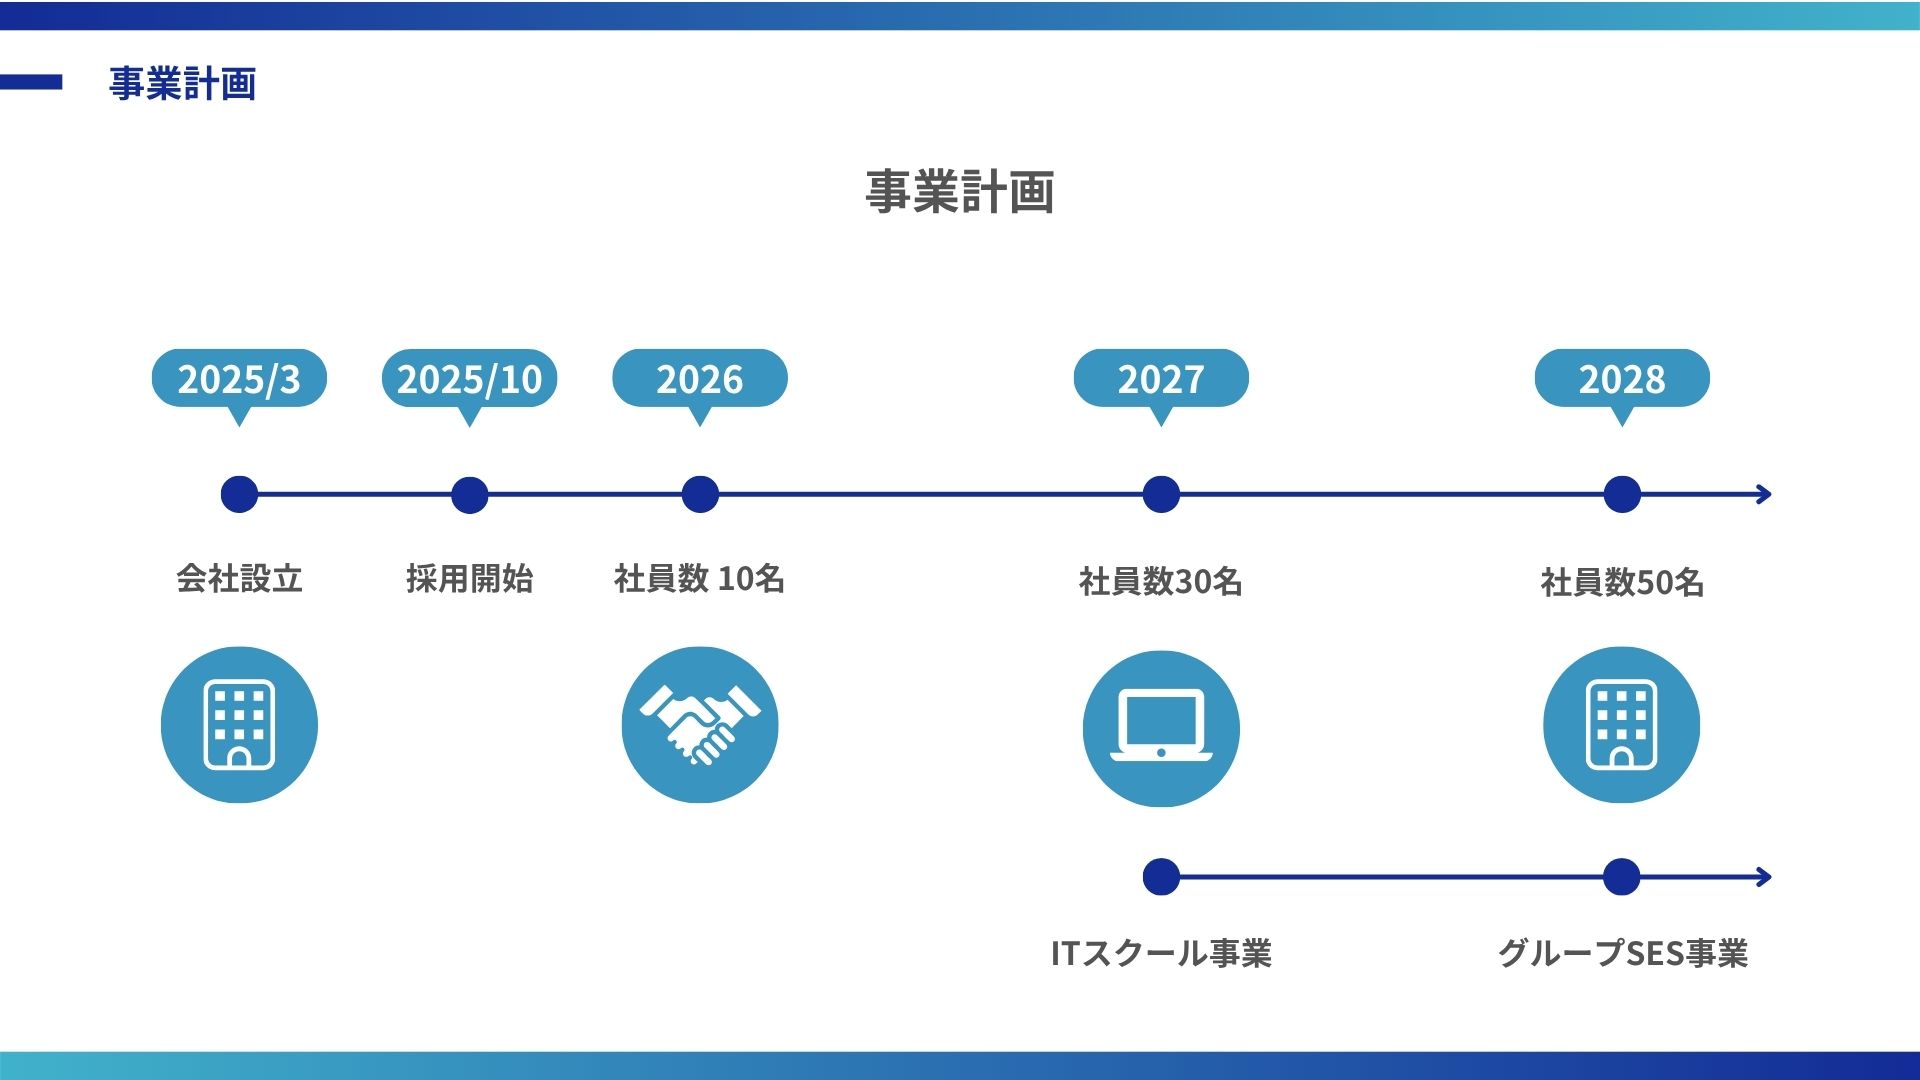 事業計画
事業計画
2025/3
2025/10
2026
2027
2028
会社設立
採用開始
社員数 10名
社員数30名
社員数50名
ITスクール事業
グループSES事業